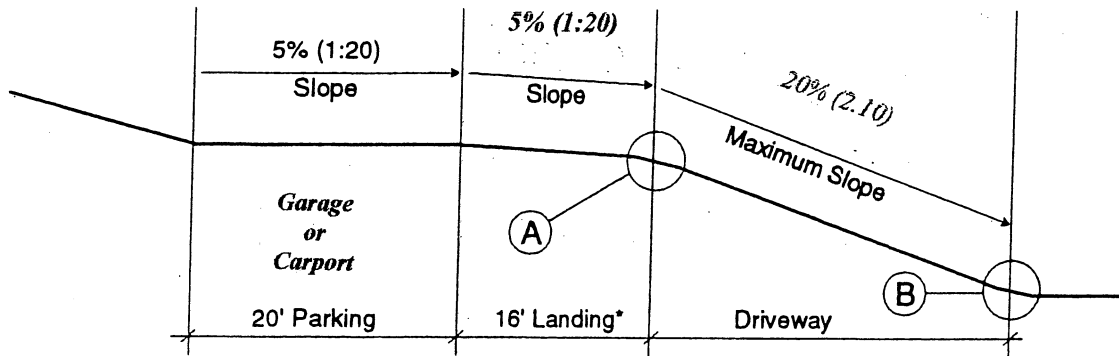 5% (1:20)
Slope
5% (1:20)
Slope
20% (2.10)
Maximum Slope
Garage
or
Carport
A
B
20' Parking
16' Landing*
Driveway